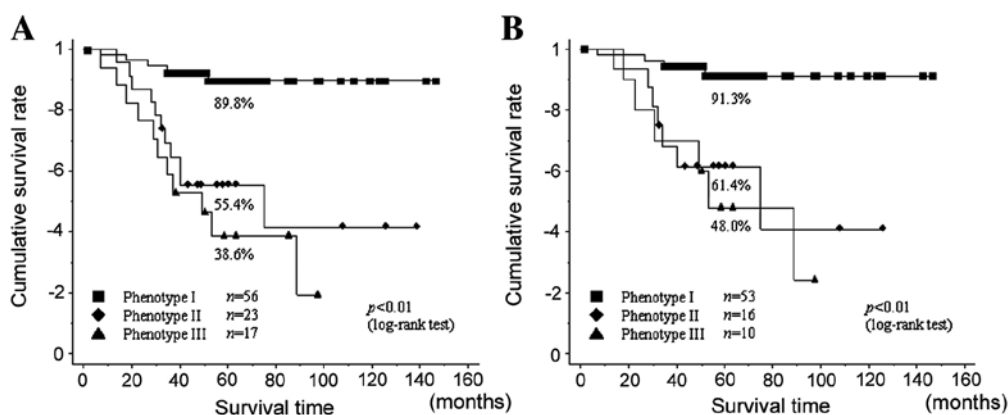 A
Cumulative survival rate
1
-8
-6
-4
-2
0
89.8%
55.4%
38.6%
Phenotype I n=56
Phenotype II n=23
Phenotype III n=17
p<0.01
(log-rank test)
0 20 40 60 80 100 120 140 160
Survival time (months)
B
Cumulative survival rate
1
-8
-6
-4
-2
0
91.3%
61.4%
48.0%
Phenotype I n=53
Phenotype II n=16
Phenotype III n=10
p<0.01
(log-rank test)
0 20 40 60 80 100 120 140 160
Survival time (months)